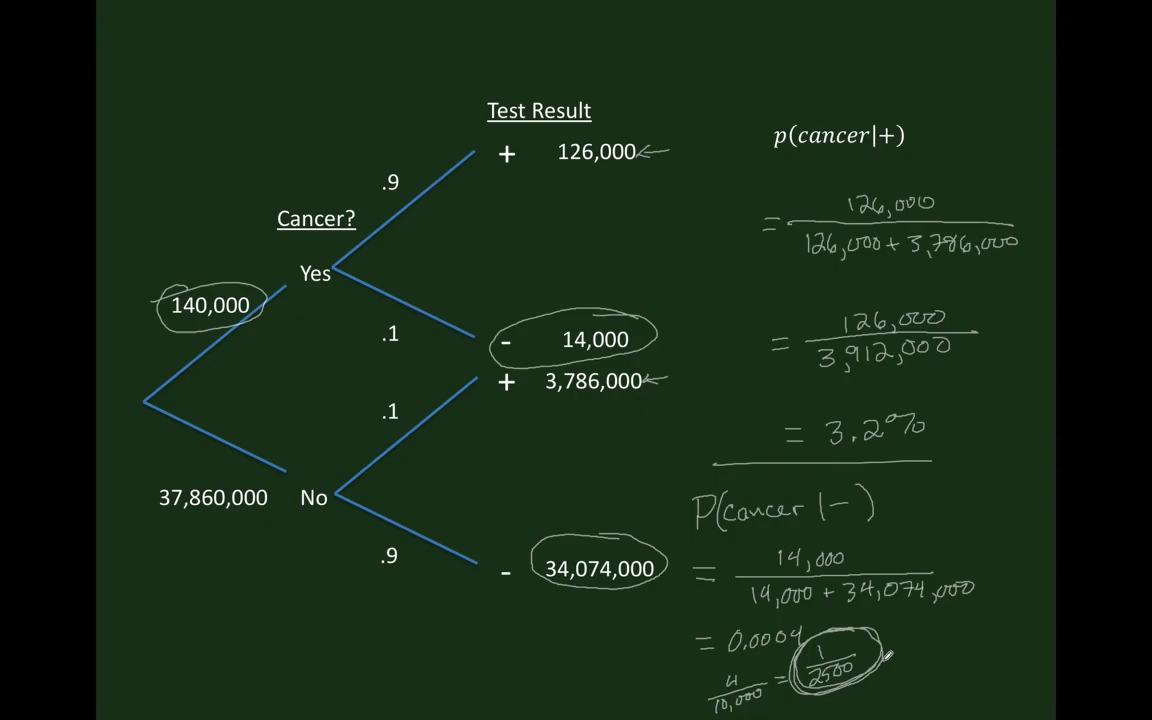 Test Result
+ 126,000
.9
Cancer?
Yes
140,000
.1
- 14,000
+ 3,786,000
.1
37,860,000 No
.9
- 34,074,000
p(cancer|+)
= 126,000
126,000 + 3,786,000
= 126,000
3,912,000
= 3.2%
P(cancer | -)
= 14,000
14,000 + 34,074,000
= 0.0004
4
10,000
= 1
2500